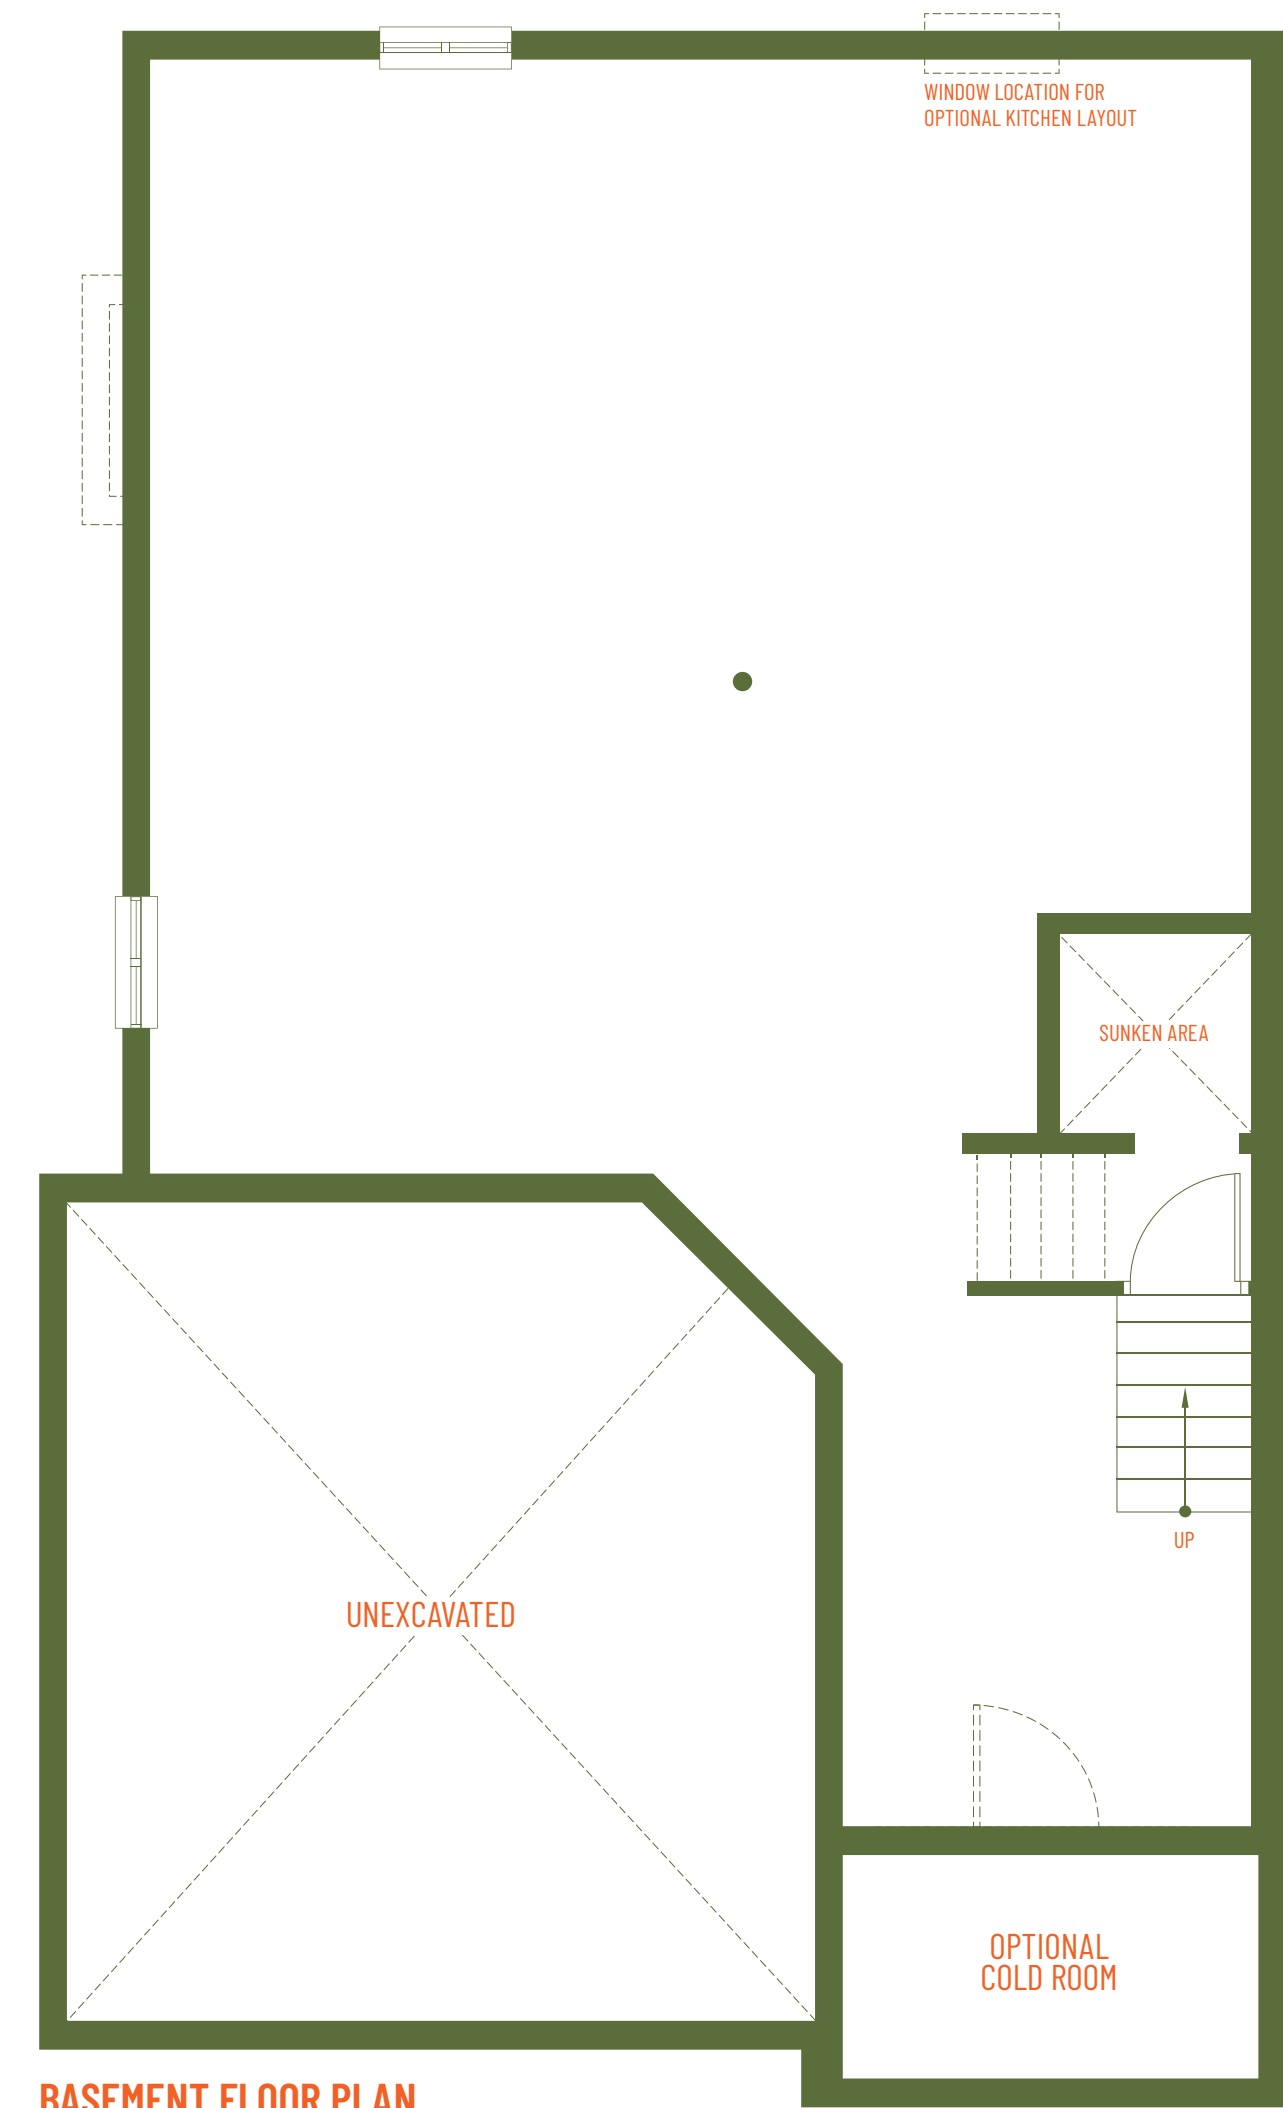 WINDOW LOCATION FOR
OPTIONAL KITCHEN LAYOUT
SUNKEN AREA
UP
UNEXCAVATED
OPTIONAL
COLD ROOM
BASEMENT FLOOR PLAN